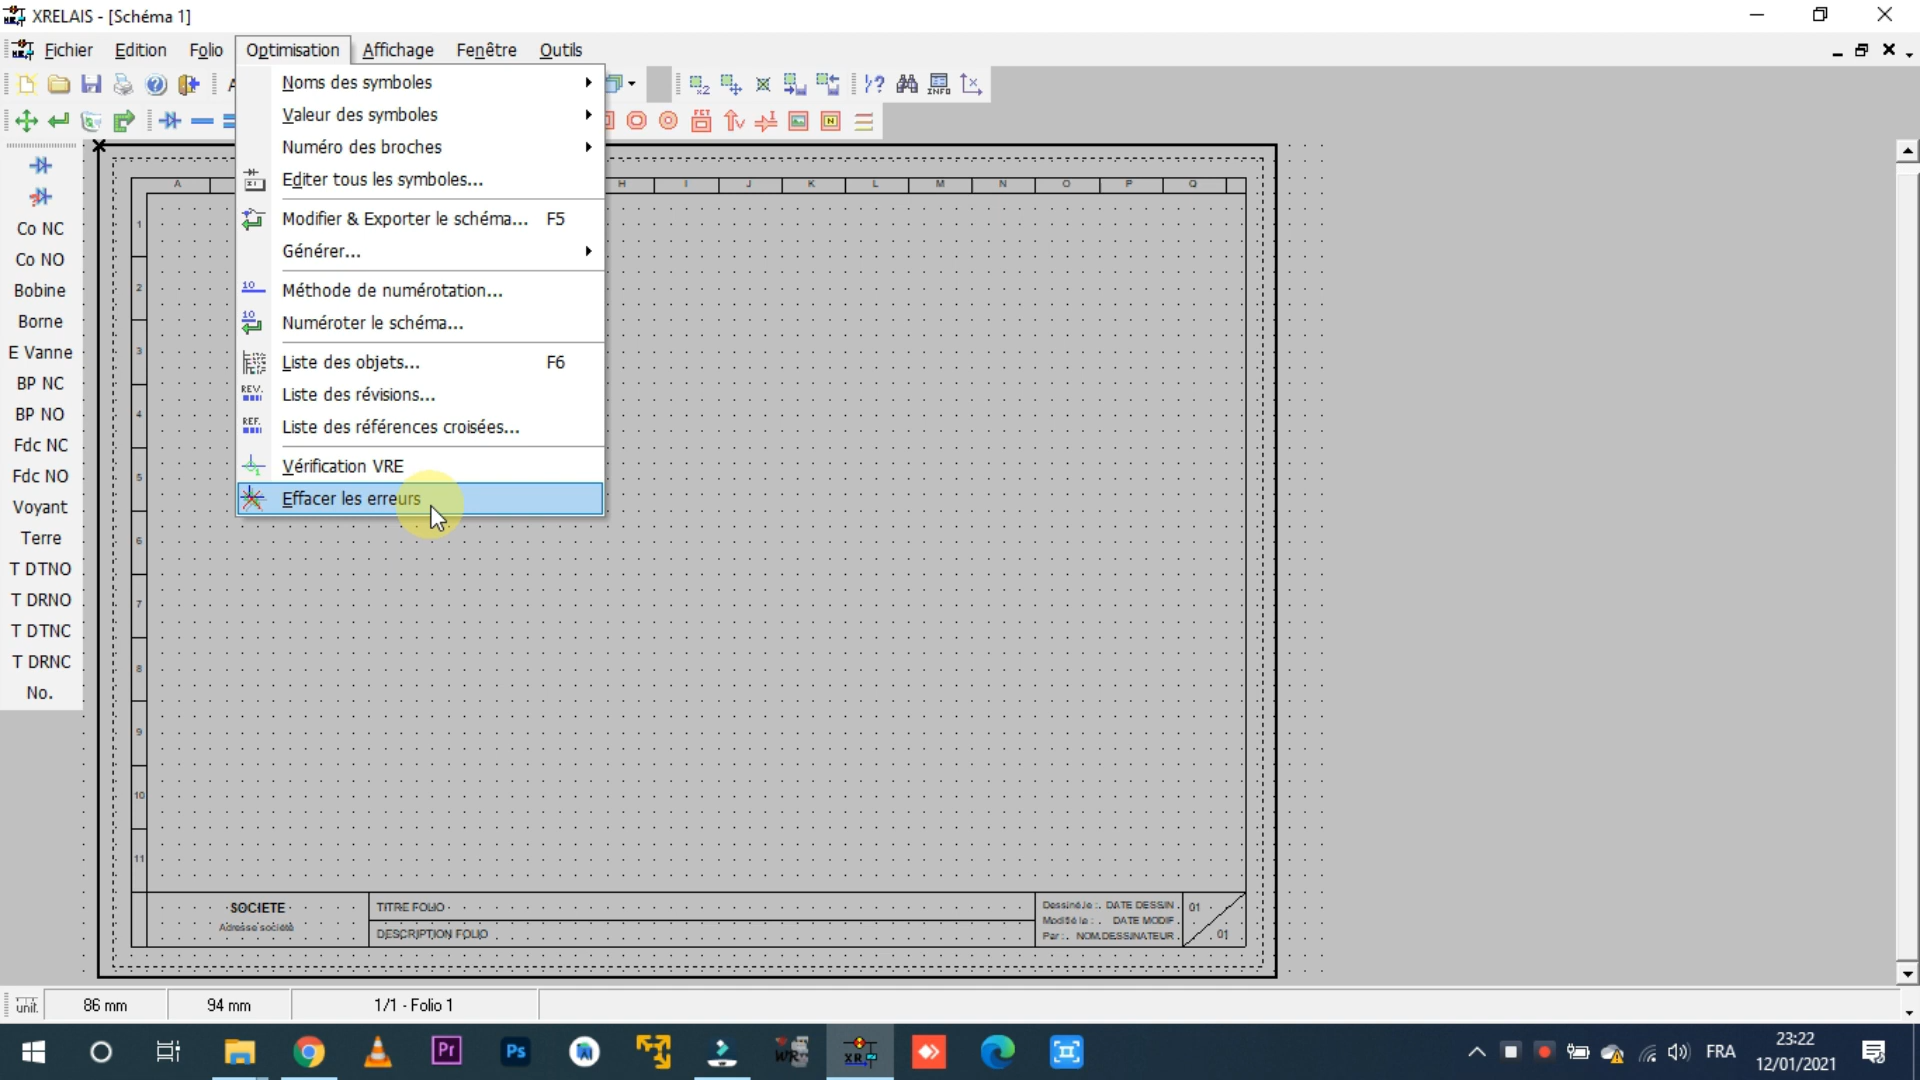 XRELAIS - [Schéma 1]
Fichier Edition Folio Optimisation Affichage Fenêtre Outils
Noms des symboles
Valeur des symboles
Numéro des broches
Editer tous les symboles...
Modifier & Exporter le schéma... F5
Générer...
Méthode de numérotation...
Numéroter le schéma...
Liste des objets... F6
Liste des révisions...
Liste des références croisées...
Vérification VRE
Effacer les erreurs
Co NC
Co NO
Bobine
Borne
E Vanne
BP NC
BP NO
Fdc NC
Fdc NO
Voyant
Terre
T DTNO
T DRNO
T DTNC
T DRNC
No.
A H I J K L M N O P Q
1
2
3
4
5
6
7
8
9
10
11
SOCIETE
Adresse société
TITRE FOLIO
DESCRIPTION FOLIO
Dessiné le : DATE DESSIN
Modifié le : DATE MODIF
Par : NOM DESSINATEUR
01
01
unit. 86 mm 94 mm 1/1 - Folio 1
FRA
23:22
12/01/2021